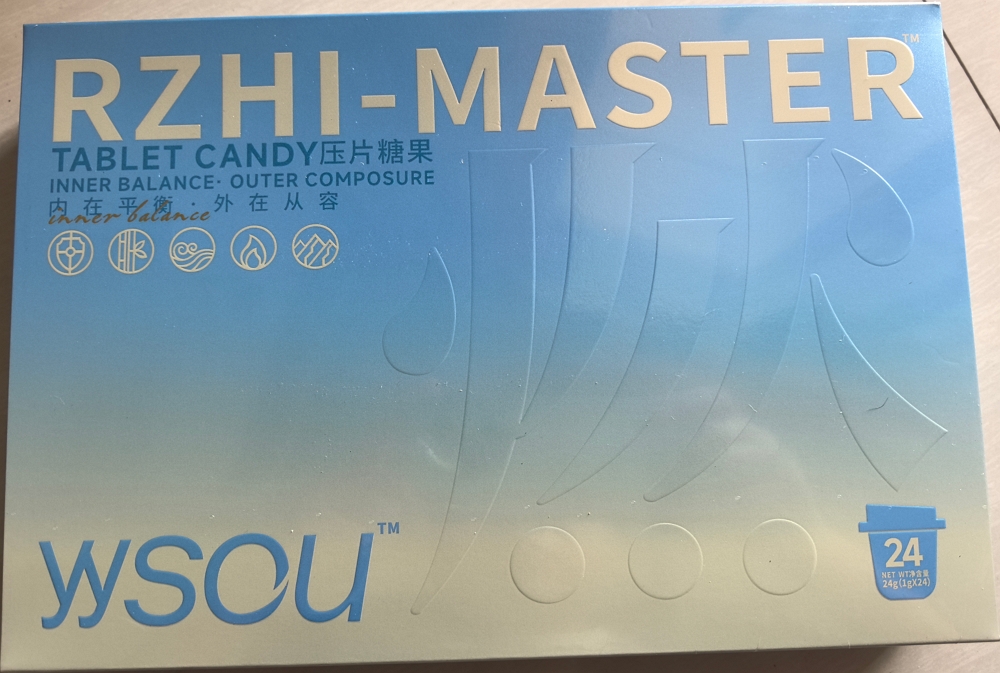 RZHI-MASTER™
TABLET CANDY压片糖果
INNER BALANCE· OUTER COMPOSURE
内在平衡·外在从容
inner balance
WSOU™
24
NET WT净含量
24g(1gX24)